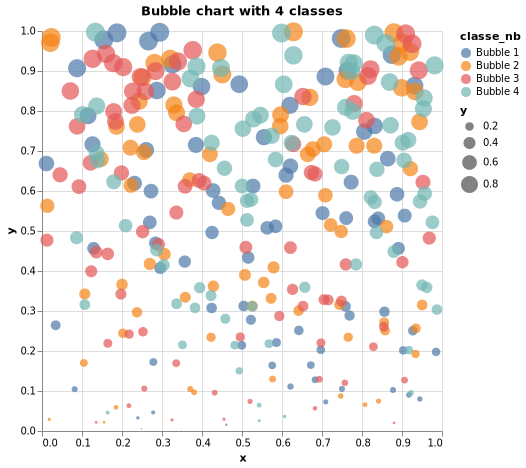 Bubble chart with 4 classes
1.0
0.9
0.8
0.7
0.6
0.5
0.4
0.3
0.2
0.1
0.0
y
0.0 0.1 0.2 0.3 0.4 0.5 0.6 0.7 0.8 0.9 1.0
x
classe_nb
Bubble 1
Bubble 2
Bubble 3
Bubble 4
y
0.2
0.4
0.6
0.8